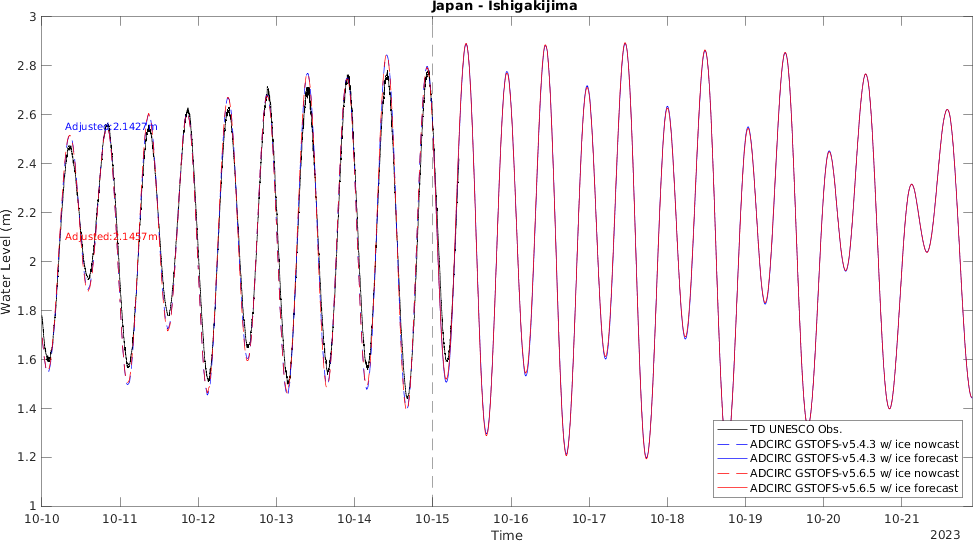 Japan - Ishigakijima
3
2.8
2.6
2.4
2.2
2
1.8
1.6
1.4
1.2
1
Water Level (m)
Adjusted:2.1427m
Adjusted:2.1457m
TD UNESCO Obs.
ADCIRC GSTOFS-v5.4.3 w/ ice nowcast
ADCIRC GSTOFS-v5.4.3 w/ ice forecast
ADCIRC GSTOFS-v5.6.5 w/ ice nowcast
ADCIRC GSTOFS-v5.6.5 w/ ice forecast
10-10 10-11 10-12 10-13 10-14 10-15 10-16 10-17 10-18 10-19 10-20 10-21
Time
2023